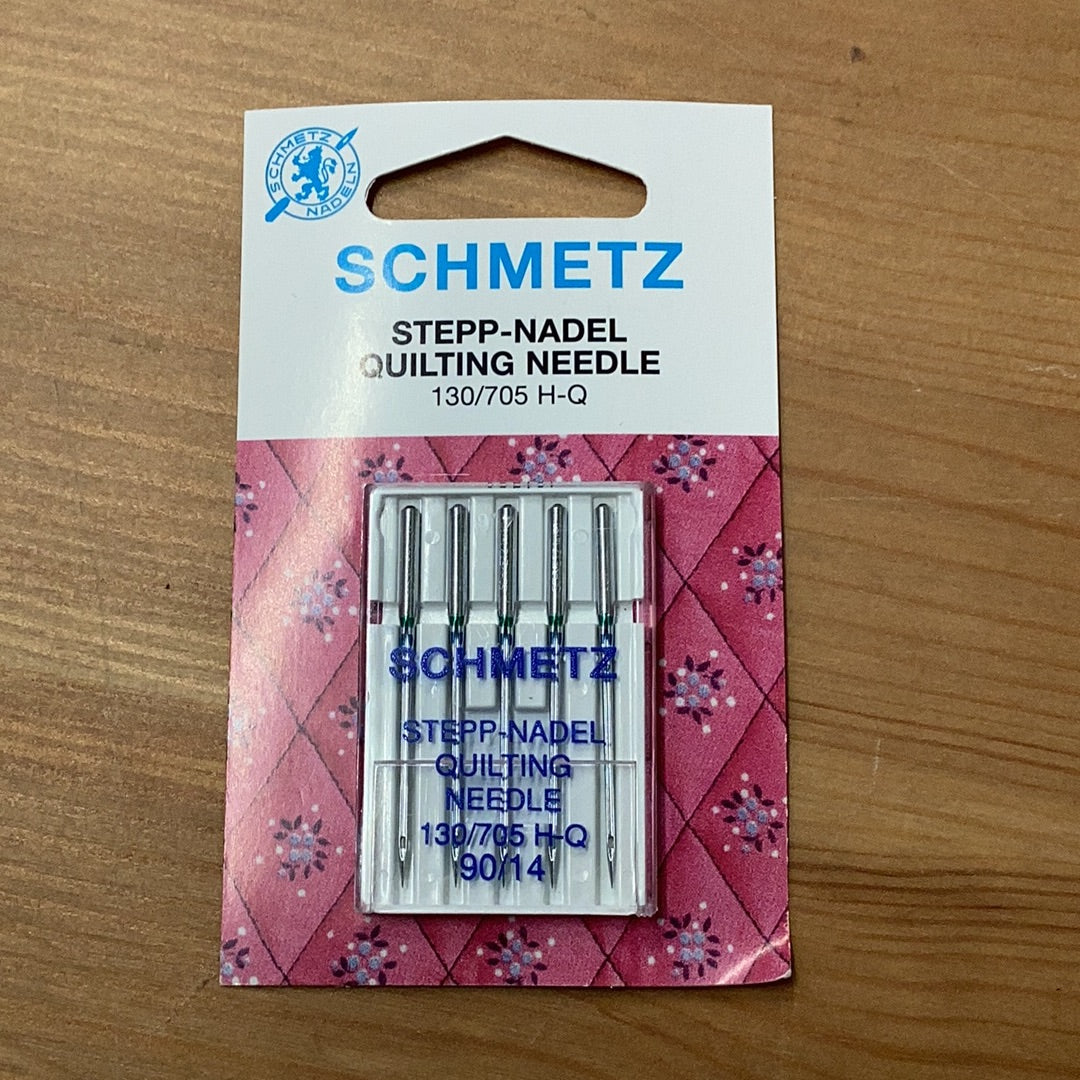 SCHMETZ
NADELN
SCHMETZ
STEPP-NADEL
QUILTING NEEDLE
130/705 H-Q
SCHMETZ
STEPP-NADEL
QUILTING
NEEDLE
130/705 H-Q
90/14